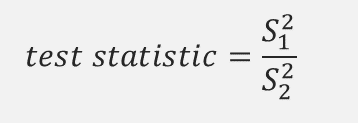 test statistic = S₁² / S₂²